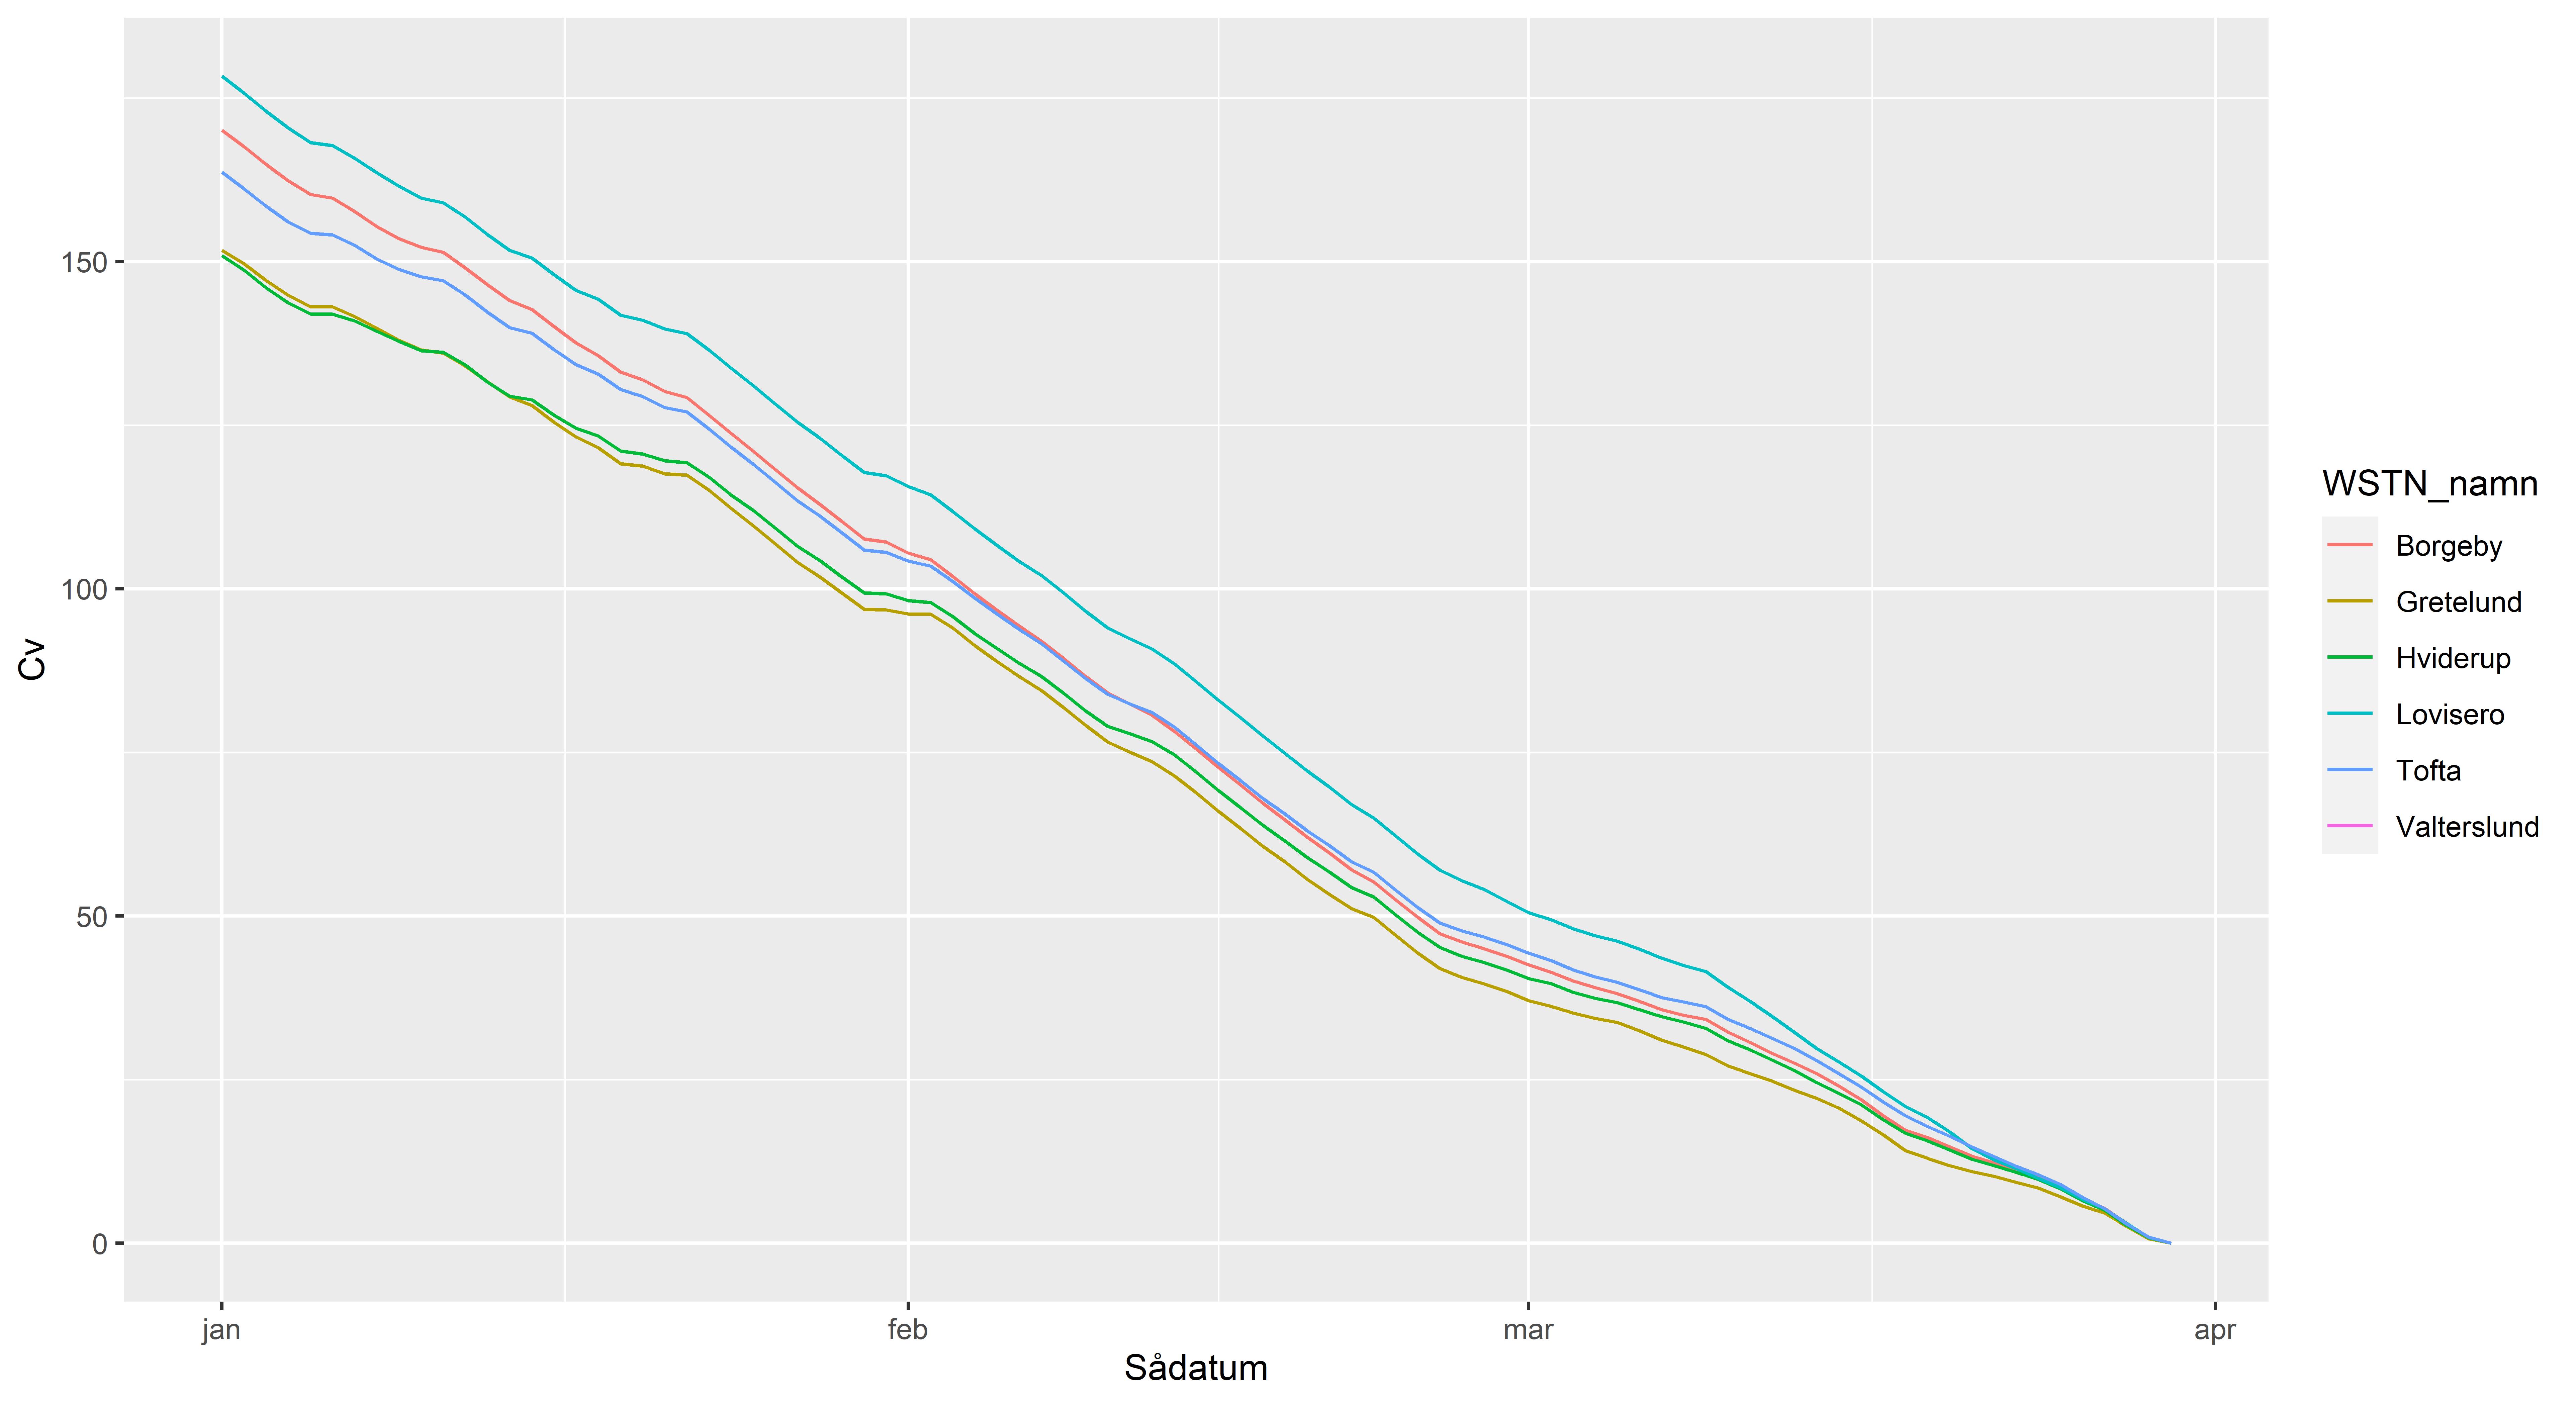 Cv
150
100
50
0
jan
feb
mar
apr
Sådatum
WSTN_namn
Borgeby
Gretelund
Hviderup
Lovisero
Tofta
Valterslund